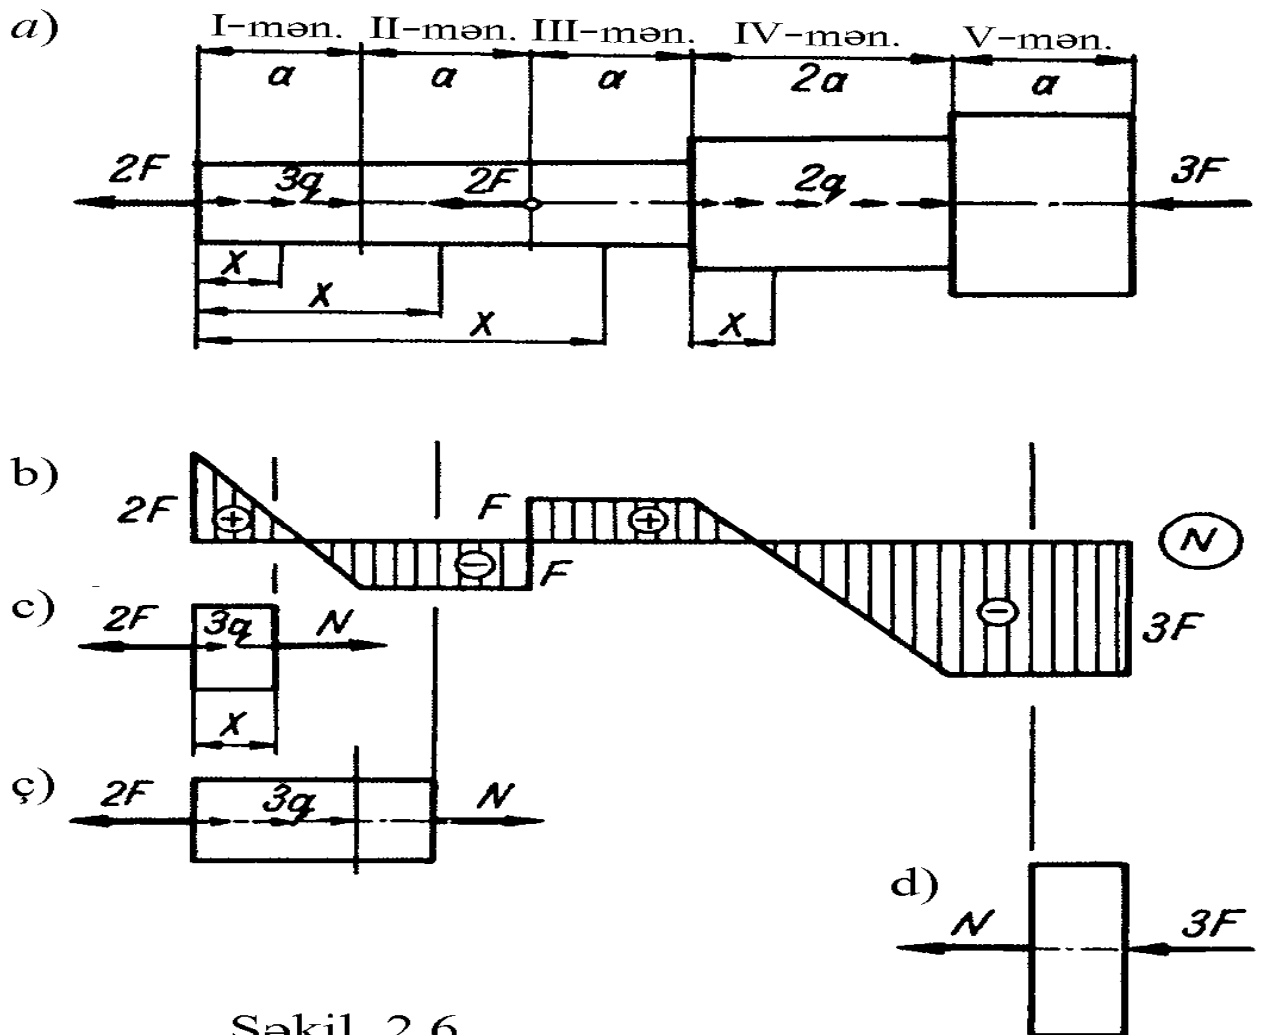 a) I-mən. II-mən. III-mən. IV-mən. V-mən.
a a a 2a a
2F 3q 2F 2q 3F
x x
x
x
b) 2F + F − F + − 3F N
c) 2F 3q N
x
ç) 2F 3q N
d) N 3F
Şəkil 2.6